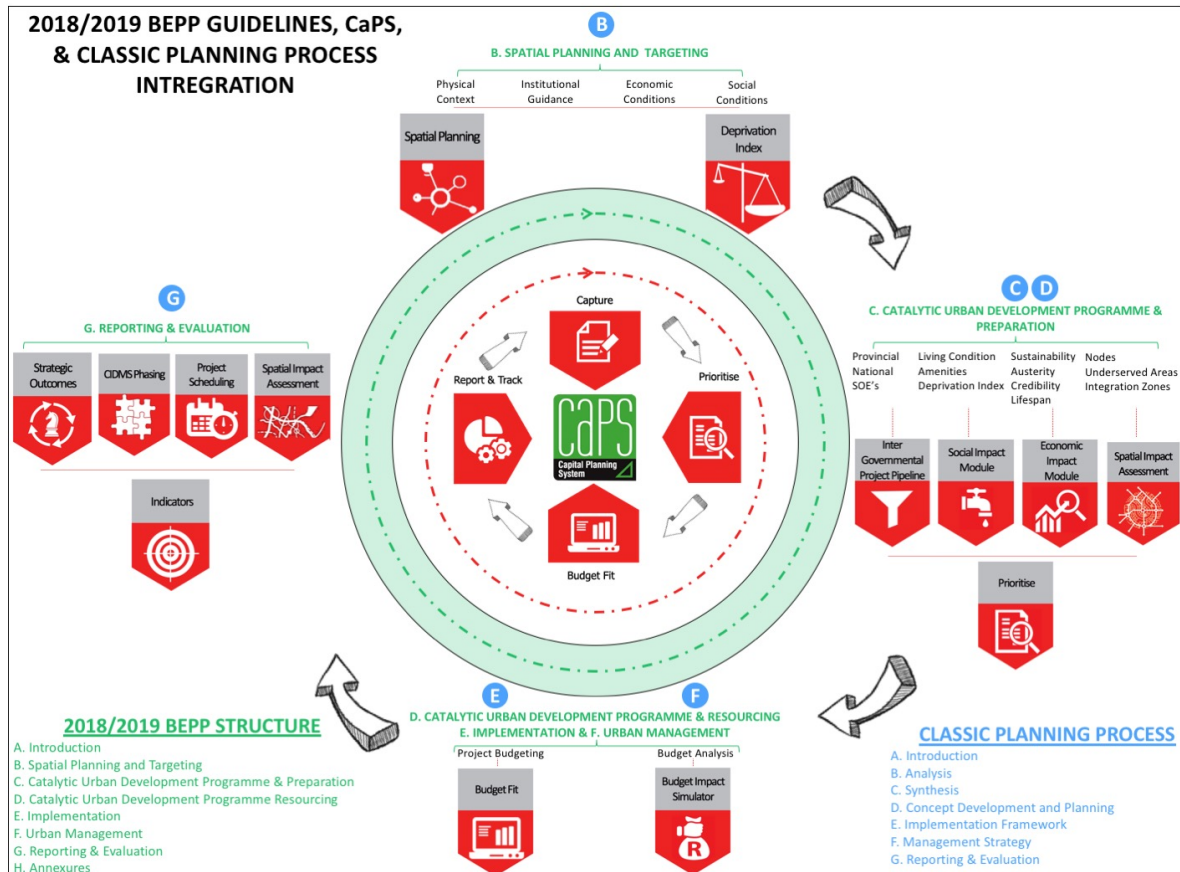 2018/2019 BEPP GUIDELINES, CaPS,
& CLASSIC PLANNING PROCESS
INTREGRATION
B
B. SPATIAL PLANNING AND TARGETING
Physical
Context
Institutional
Guidance
Economic
Conditions
Social
Conditions
Spatial Planning
Deprivation
Index
G
G. REPORTING & EVALUATION
Strategic
Outcomes
CIDMS Phasing
Project
Scheduling
Spatial Impact
Assessment
Indicators
Capture
Prioritise
Budget Fit
Report & Track
CaPS
Capital Planning
System
C D
C. CATALYTIC URBAN DEVELOPMENT PROGRAMME &
PREPARATION
Provincial
National
SOE's
Living Condition
Amenities
Deprivation Index
Sustainability
Austerity
Credibility
Lifespan
Nodes
Underserved Areas
Integration Zones
Inter
Governmental
Project Pipeline
Social Impact
Module
Economic
Impact
Module
Spatial Impact
Assessment
Prioritise
E
F
D. CATALYTIC URBAN DEVELOPMENT PROGRAMME & RESOURCING
E. IMPLEMENTATION & F. URBAN MANAGEMENT
Project Budgeting
Budget Analysis
Budget Fit
Budget Impact
Simulator
R
2018/2019 BEPP STRUCTURE
A. Introduction
B. Spatial Planning and Targeting
C. Catalytic Urban Development Programme & Preparation
D. Catalytic Urban Development Programme Resourcing
E. Implementation
F. Urban Management
G. Reporting & Evaluation
H. Annexures
CLASSIC PLANNING PROCESS
A. Introduction
B. Analysis
C. Synthesis
D. Concept Development and Planning
E. Implementation Framework
F. Management Strategy
G. Reporting & Evaluation